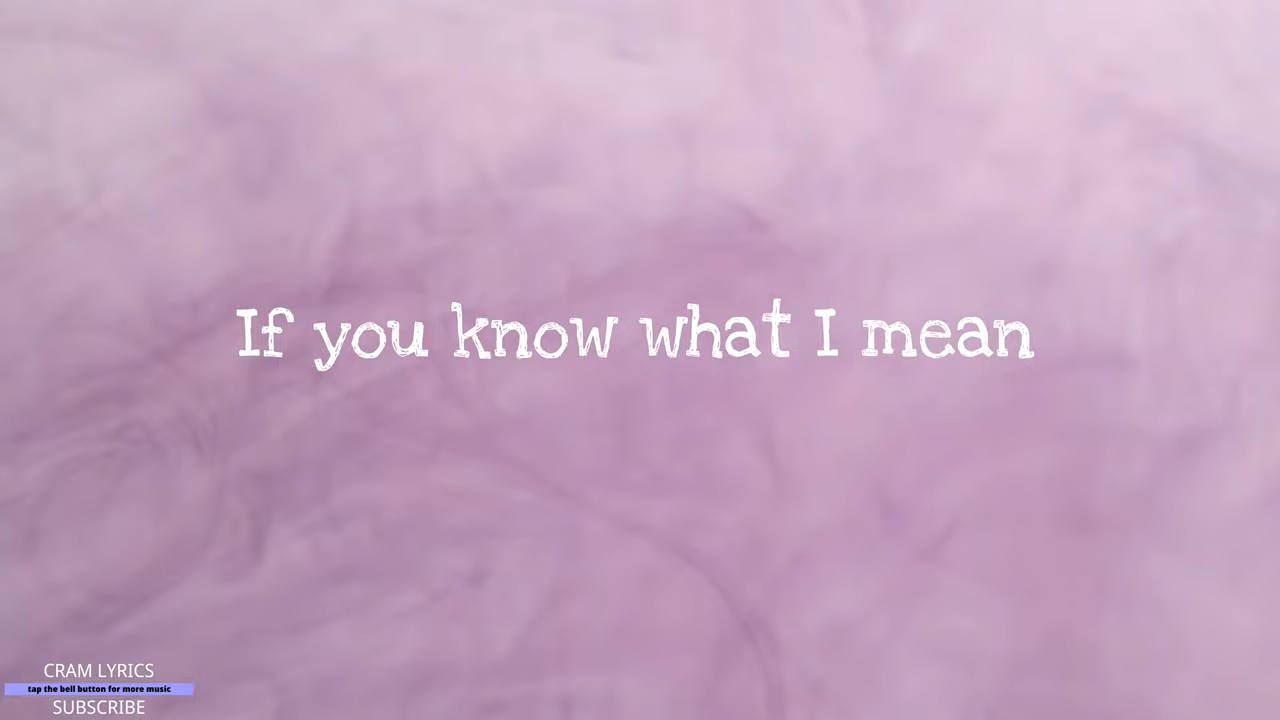 If you know what I mean
CRAM LYRICS
tap the bell button for more music
SUBSCRIBE